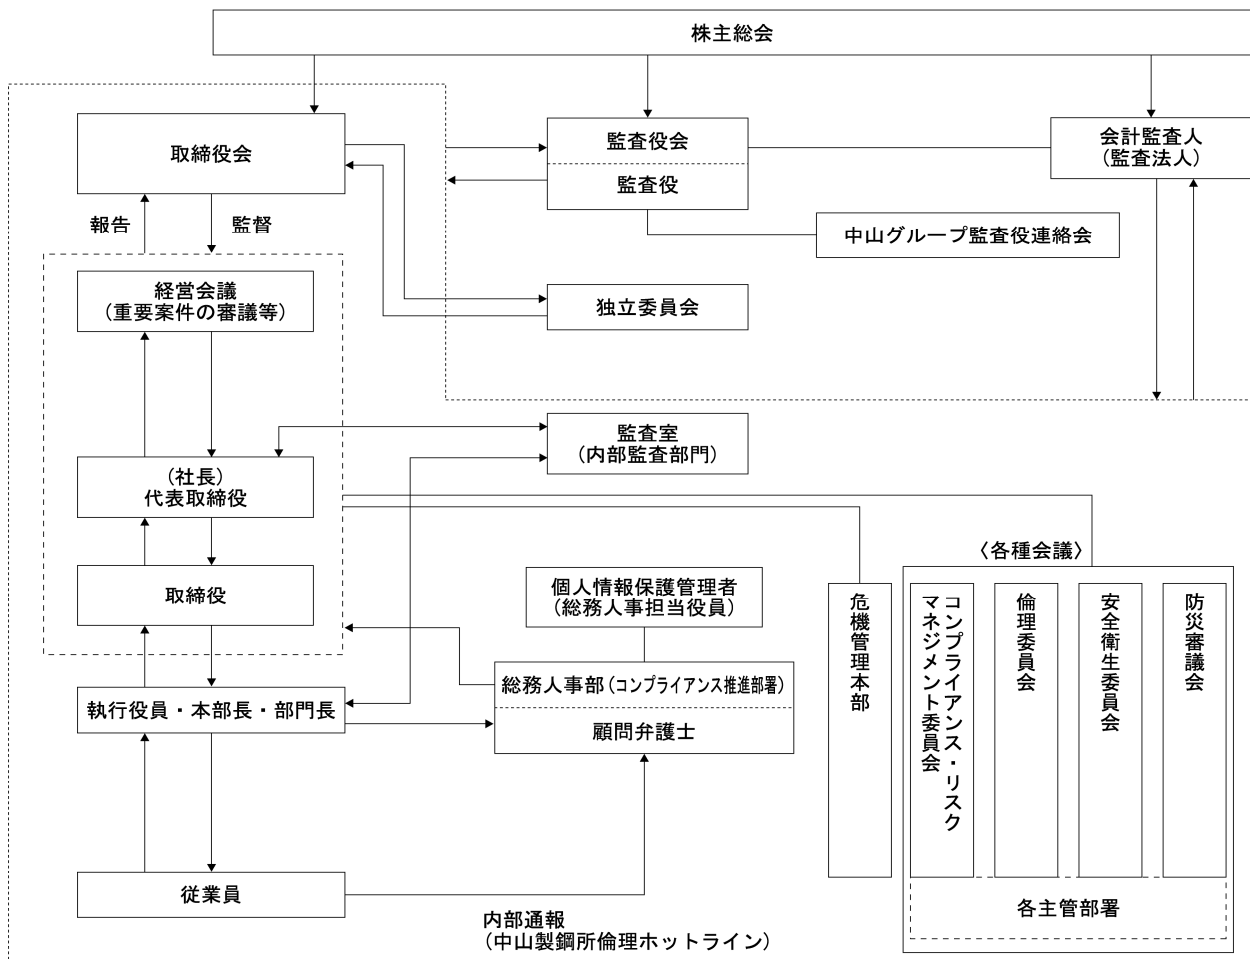 株主総会
取締役会
監査役会
監査役
会計監査人
(監査法人)
報告
監督
中山グループ監査役連絡会
経営会議
(重要案件の審議等)
独立委員会
監査室
(内部監査部門)
(社長)
代表取締役
取締役
〈各種会議〉
個人情報保護管理者
(総務人事担当役員)
総務人事部(コンプライアンス推進部署)
顧問弁護士
執行役員・本部長・部門長
危機管理本部
コンプライアンス・リスク
マネジメント委員会
倫理委員会
安全衛生委員会
防災審議会
従業員
各主管部署
内部通報
(中山製鋼所倫理ホットライン)